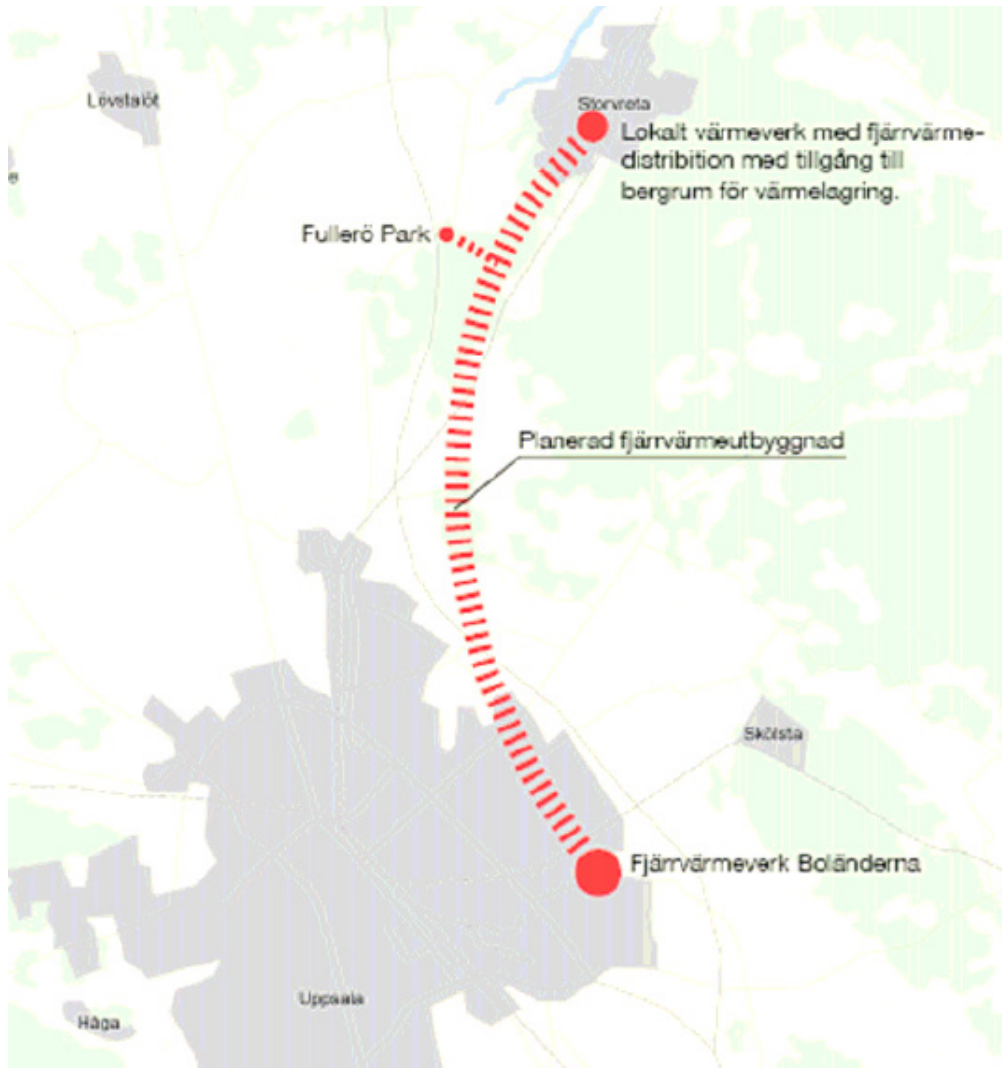 Lövstalöt
Storvreta
Lokalt värmeverk med fjärrvärme-
distribition med tillgång till
bergrum för värmelagring.
e
Fullerö Park
Planerad fjärrvärmeutbyggnad
Skölsta
Fjärrvärmeverk Boländerna
Uppsala
Håga